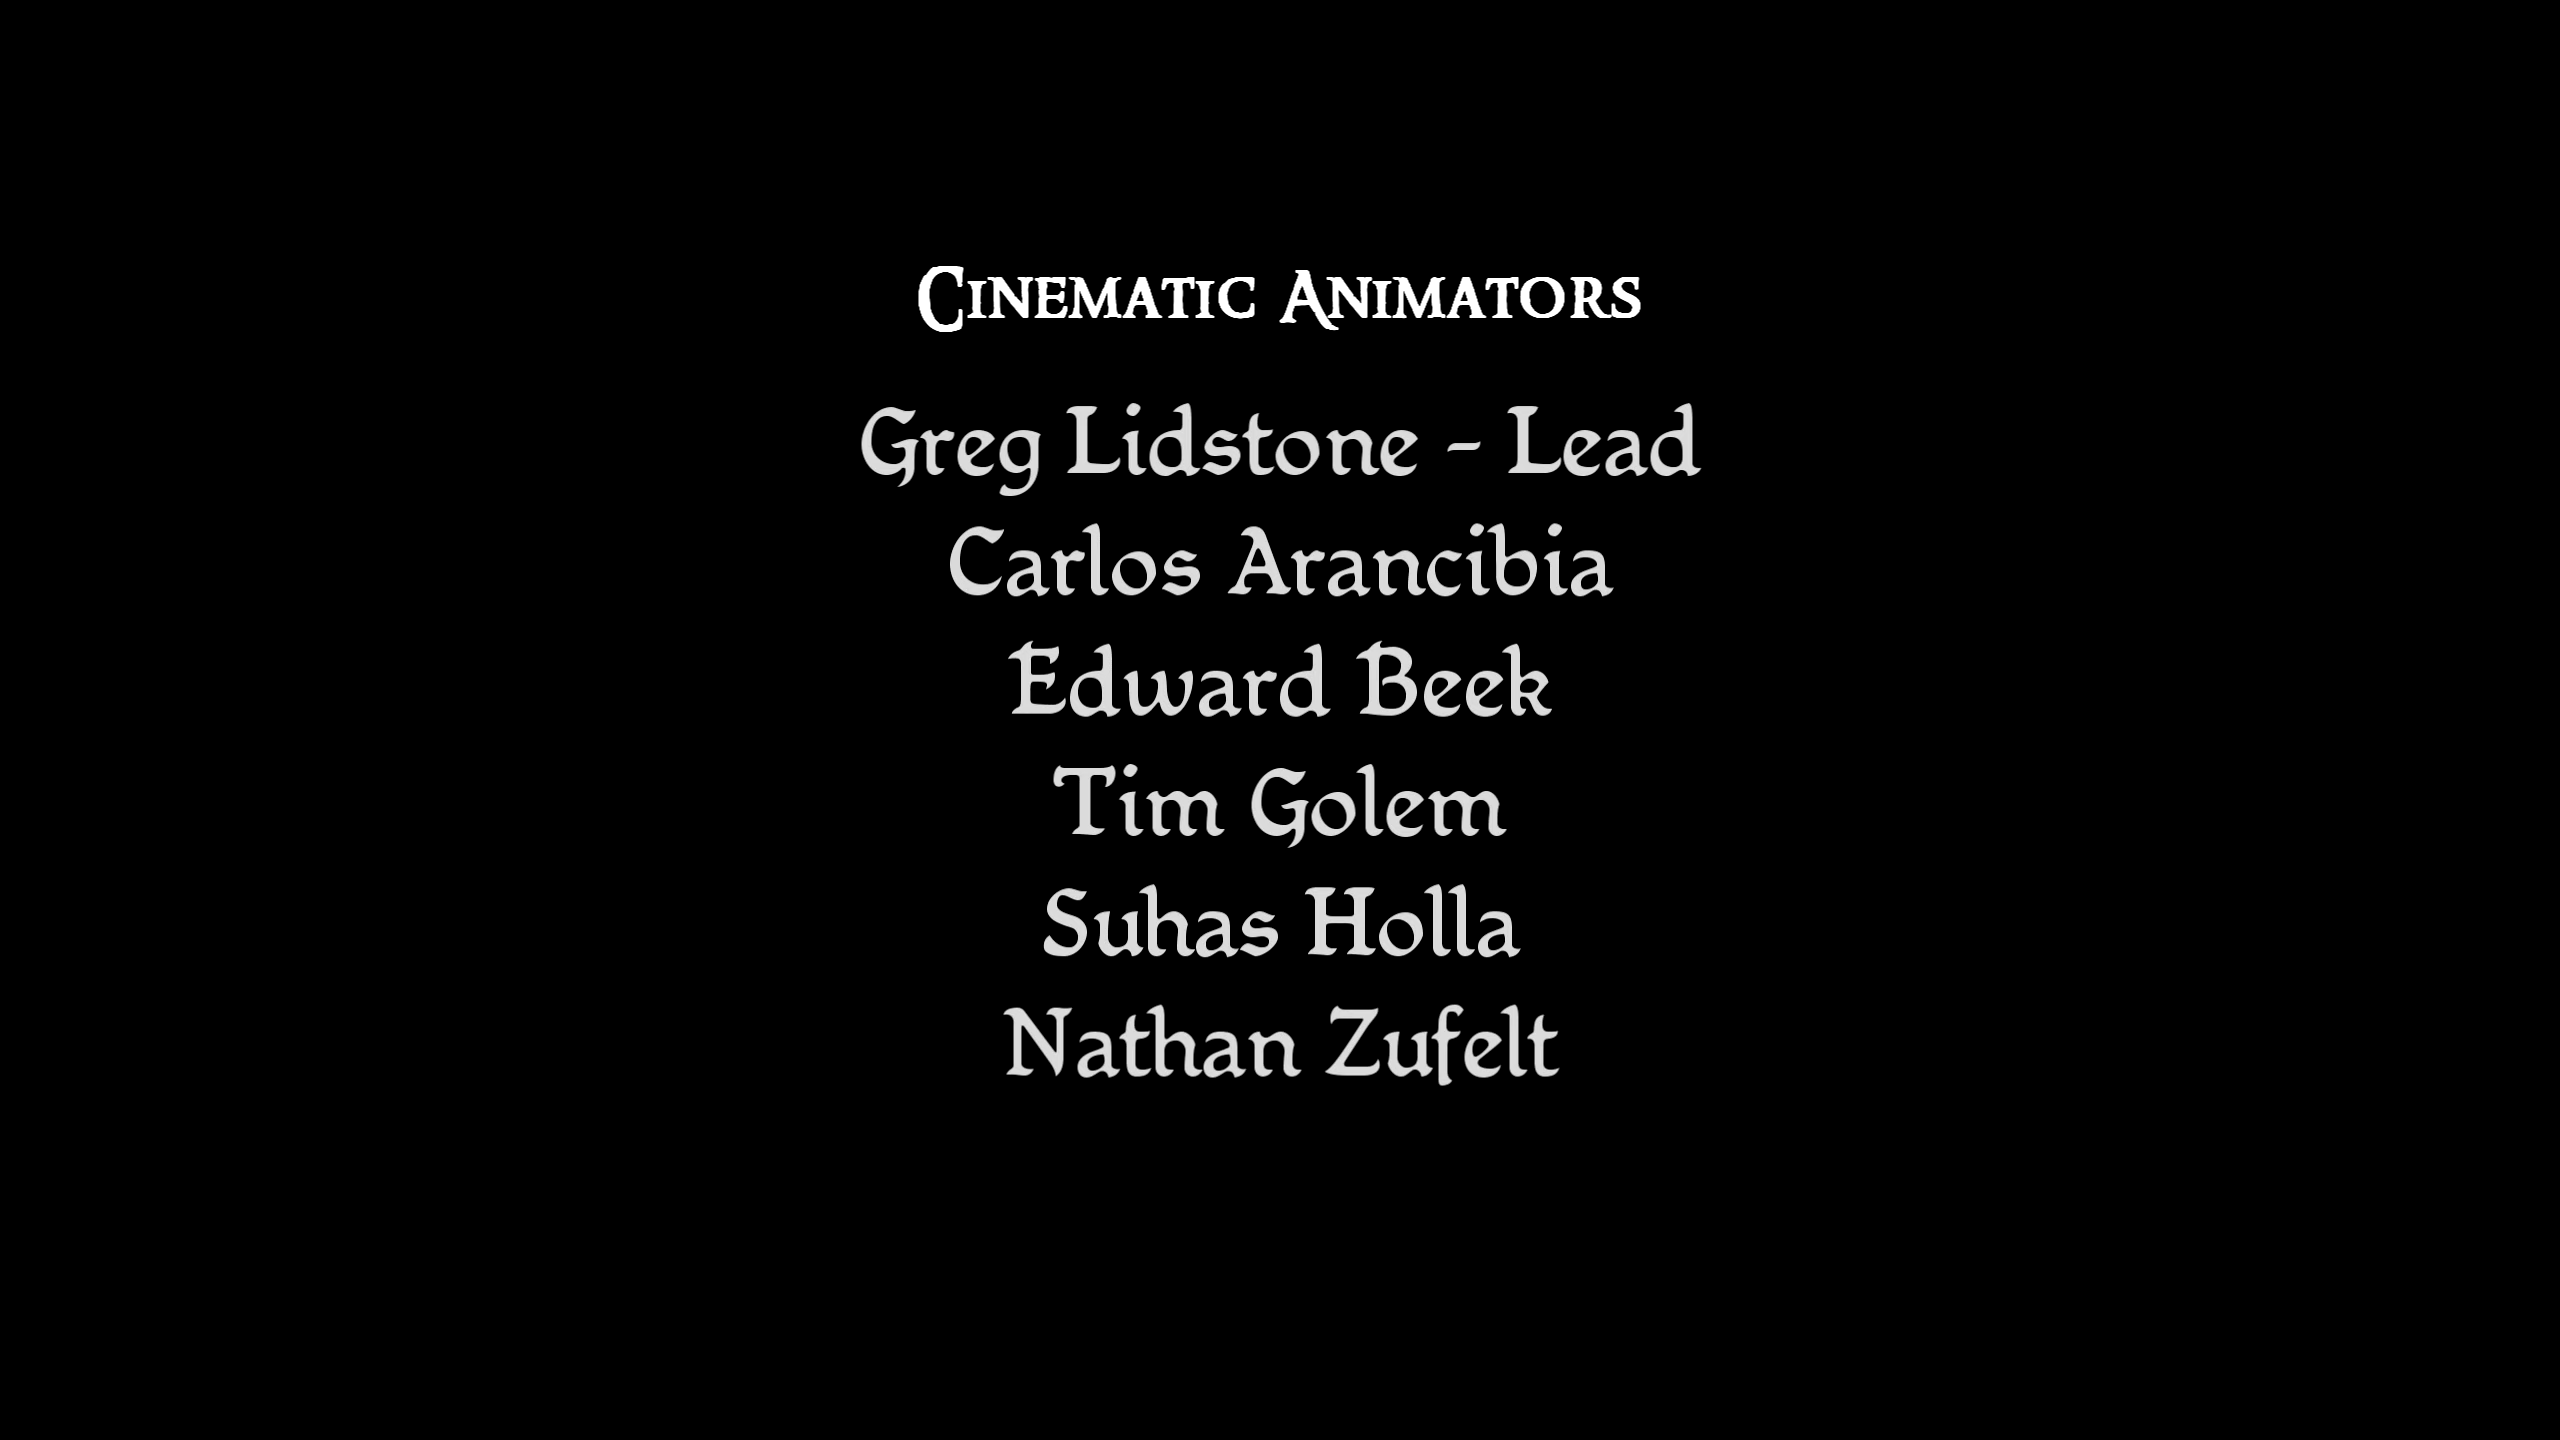 Cinematic Animators
Greg Lidstone - Lead
Carlos Arancibia
Edward Beek
Tim Golem
Suhas Holla
Nathan Zufelt